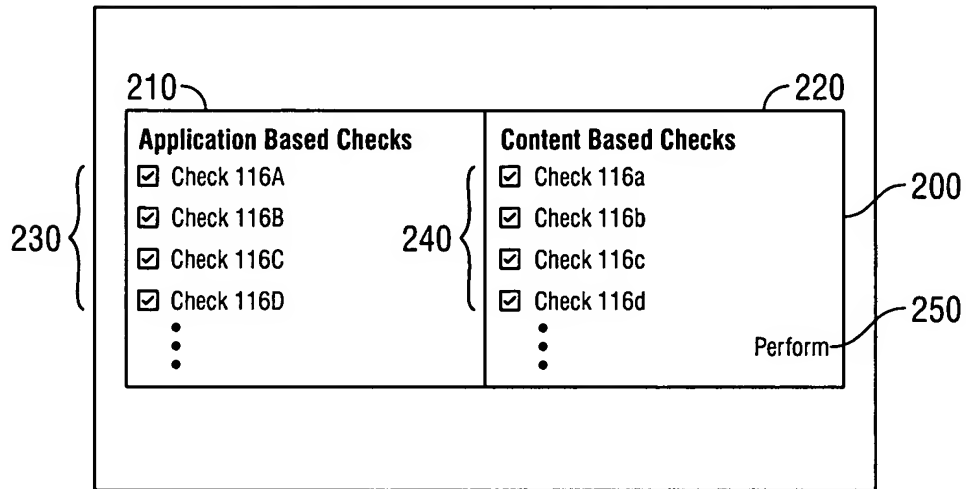 210
220
Application Based Checks
Content Based Checks
Check 116A
Check 116a
200
Check 116B
Check 116b
230
240
Check 116C
Check 116c
Check 116D
Check 116d
250
Perform